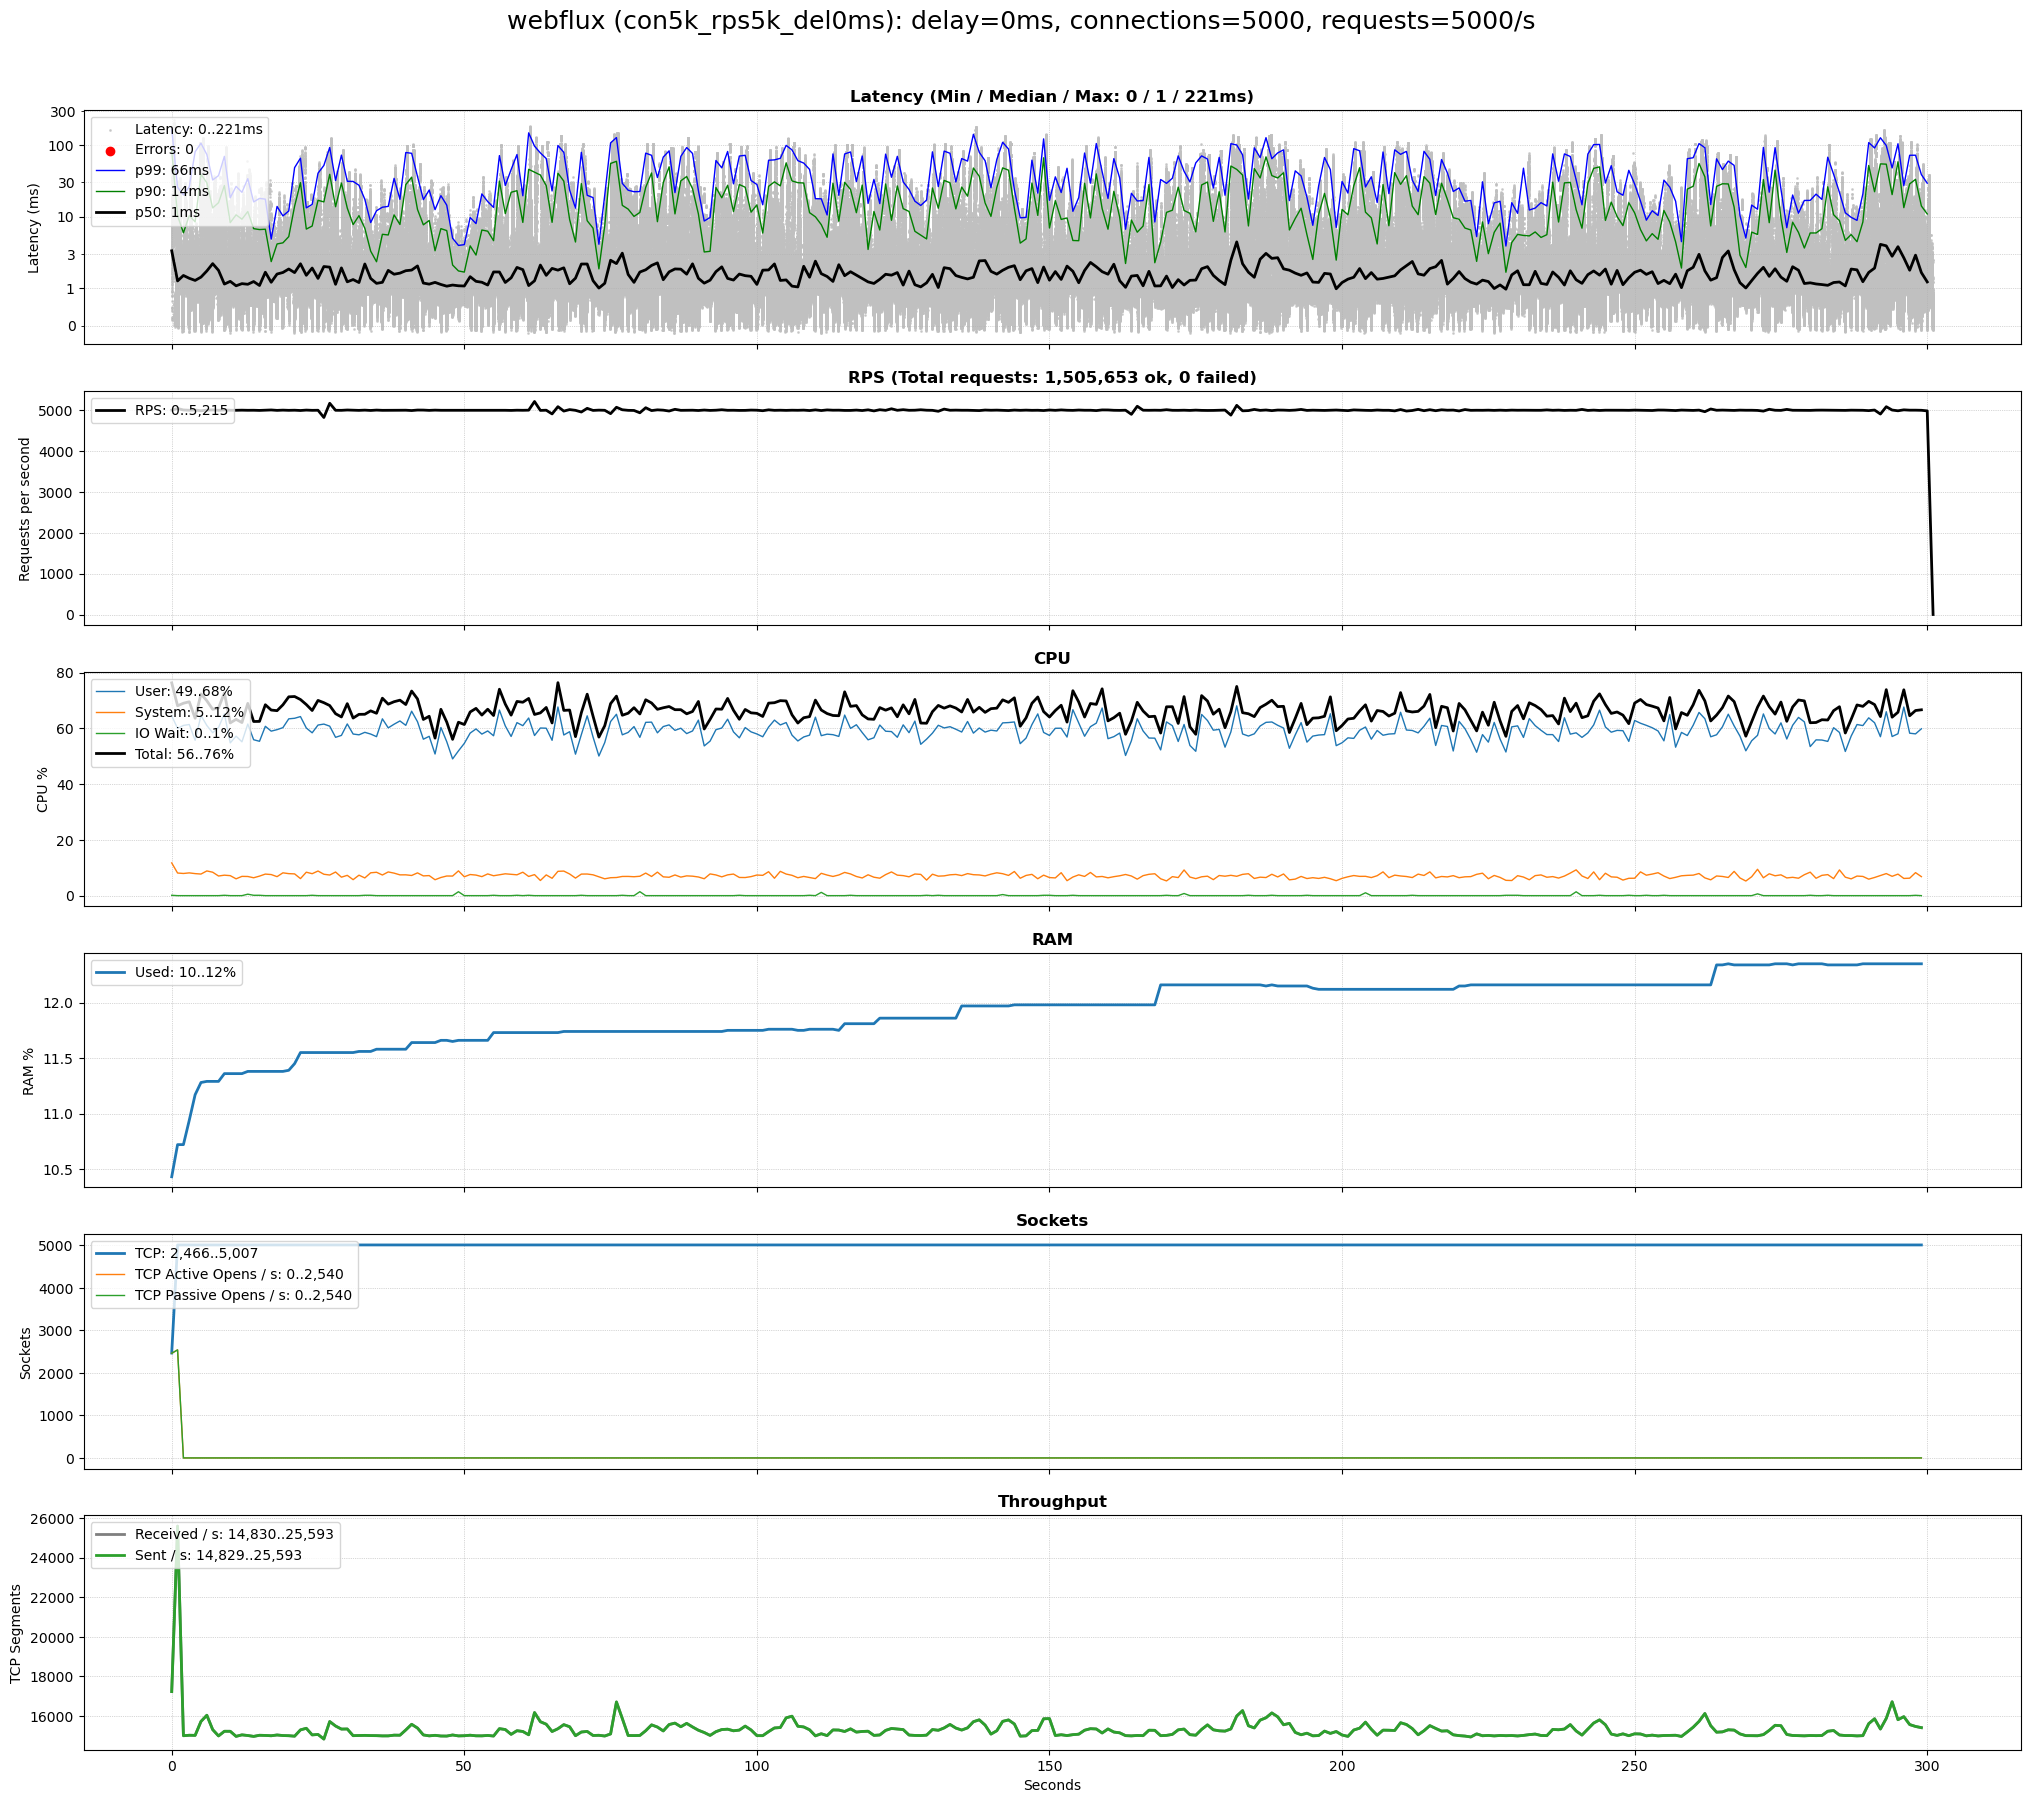 webflux (con5k_rps5k_del0ms): delay=0ms, connections=5000, requests=5000/s
Latency (Min / Median / Max: 0 / 1 / 221ms)
Latency (ms)
300
100
30
10
3
1
0
Latency: 0..221ms
Errors: 0
p99: 66ms
p90: 14ms
p50: 1ms
RPS (Total requests: 1,505,653 ok, 0 failed)
Requests per second
5000
4000
3000
2000
1000
0
RPS: 0..5,215
CPU
CPU %
80
60
40
20
0
User: 49..68%
System: 5..12%
IO Wait: 0..1%
Total: 56..76%
RAM
RAM %
12.0
11.5
11.0
10.5
Used: 10..12%
Sockets
Sockets
5000
4000
3000
2000
1000
0
TCP: 2,466..5,007
TCP Active Opens / s: 0..2,540
TCP Passive Opens / s: 0..2,540
Throughput
TCP Segments
26000
24000
22000
20000
18000
16000
Received / s: 14,830..25,593
Sent / s: 14,829..25,593
0 50 100 150 200 250 300
Seconds